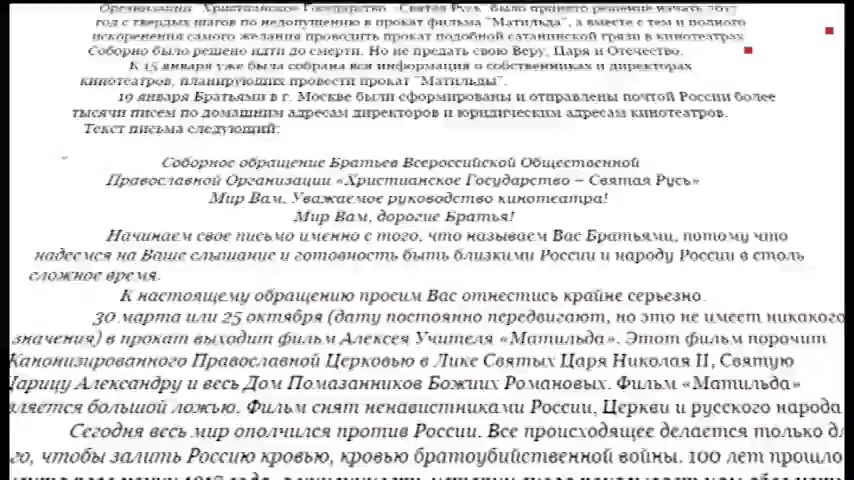 Организации "Христианское Государство - Святая Русь" было принято решение начать 2017
год с твердых шагов по недопущению в прокат фильма "Матильда", а вместе с тем и полного
искоренения самого желания проводить прокат подобной сатанинской грязи в кинотеатрах
Соборно было решено идти до смерти. Но не предать свою Веру, Царя и Отечество.
К 15 января уже была собрана вся информация о собственниках и директорах
кинотеатров, планирующих провести прокат "Матильды".
19 января Братьями в г. Москве были сформированы и отправлены почтой России более
тысячи писем по домашним адресам директоров и юридическим адресам кинотеатров.
Текст письма следующий:
Соборное обращение Братьев Всероссийской Общественной
Православной Организации «Христианское Государство – Святая Русь»
Мир Вам, Уважаемое руководство кинотеатра!
Мир Вам, дорогие Братья!
Начинаем свое письмо именно с того, что называем Вас Братьями, потому что
надеемся на Ваше слышание и готовность быть близкими России и народу России в столь
сложное время.
К настоящему обращению просим Вас отнестись крайне серьезно.
30 марта или 25 октября (дату постоянно передвигают, но это не имеет никакого
значения) в прокат выходит фильм Алексея Учителя «Матильда». Этот фильм порочит
Канонизированного Православной Церковью в Лике Святых Царя Николая II, Святую
Царицу Александру и весь Дом Помазанников Божиих Романовых. Фильм «Матильда»
вляется большой ложью. Фильм снят ненавистниками России, Церкви и русского народа
Сегодня весь мир ополчился против России. Все происходящее делается только дл
го, чтобы залить Россию кровью, кровью братоубийственной войны. 100 лет прошло